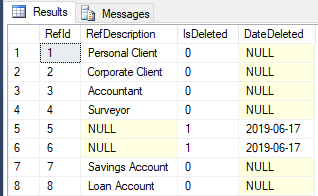 Results Messages
RefId RefDescription IsDeleted DateDeleted
1 1 Personal Client 0 NULL
2 2 Corporate Client 0 NULL
3 3 Accountant 0 NULL
4 4 Surveyor 0 NULL
5 5 NULL 1 2019-06-17
6 6 NULL 1 2019-06-17
7 7 Savings Account 0 NULL
8 8 Loan Account 0 NULL